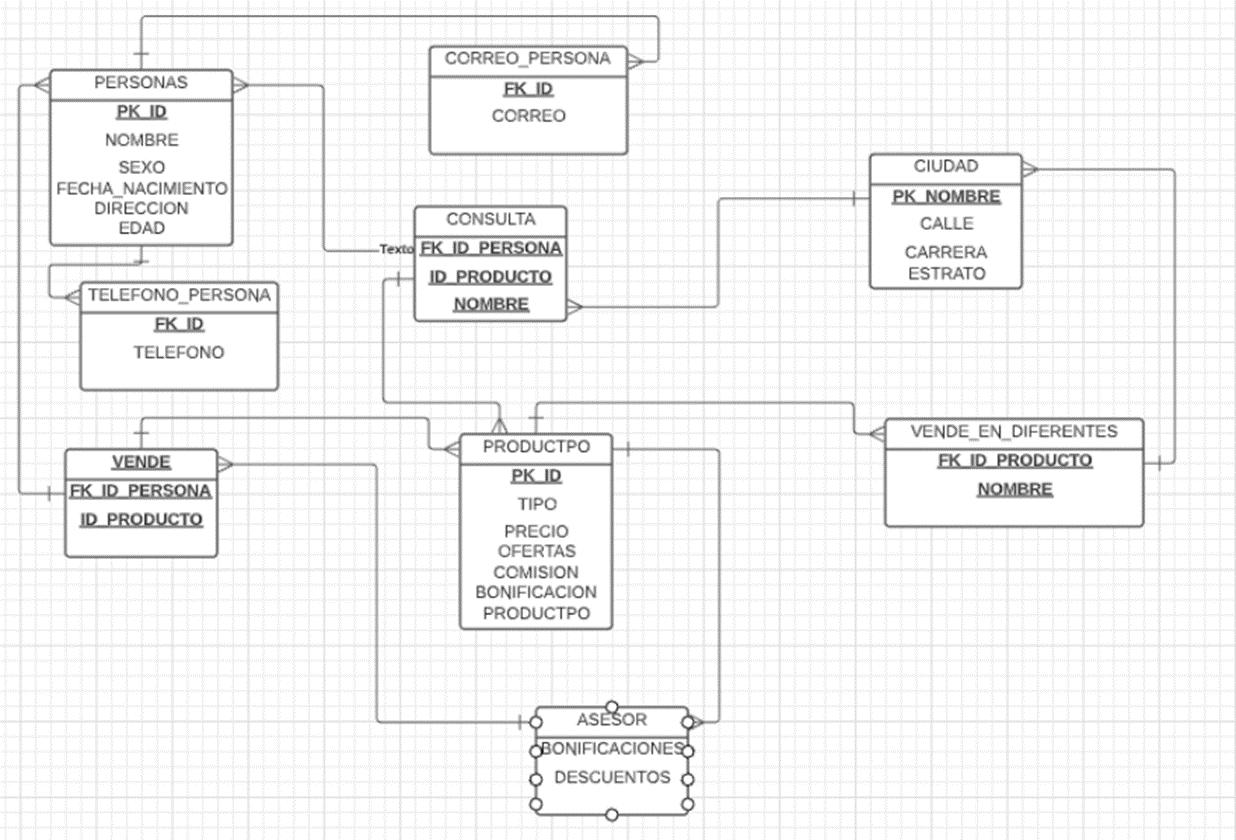 CORREO_PERSONA
FK_ID
CORREO
PERSONAS
PK_ID
NOMBRE
SEXO
FECHA_NACIMIENTO
DIRECCION
EDAD
CIUDAD
PK_NOMBRE
CALLE
CARRERA
ESTRATO
CONSULTA
Texto
FK_ID_PERSONA
ID_PRODUCTO
NOMBRE
TELEFONO_PERSONA
FK_ID
TELEFONO
VENDE
FK_ID_PERSONA
ID_PRODUCTO
PRODUCTPO
PK_ID
TIPO
PRECIO
OFERTAS
COMISION
BONIFICACION
PRODUCTPO
VENDE_EN_DIFERENTES
FK_ID_PRODUCTO
NOMBRE
ASESOR
BONIFICACIONES
DESCUENTOS